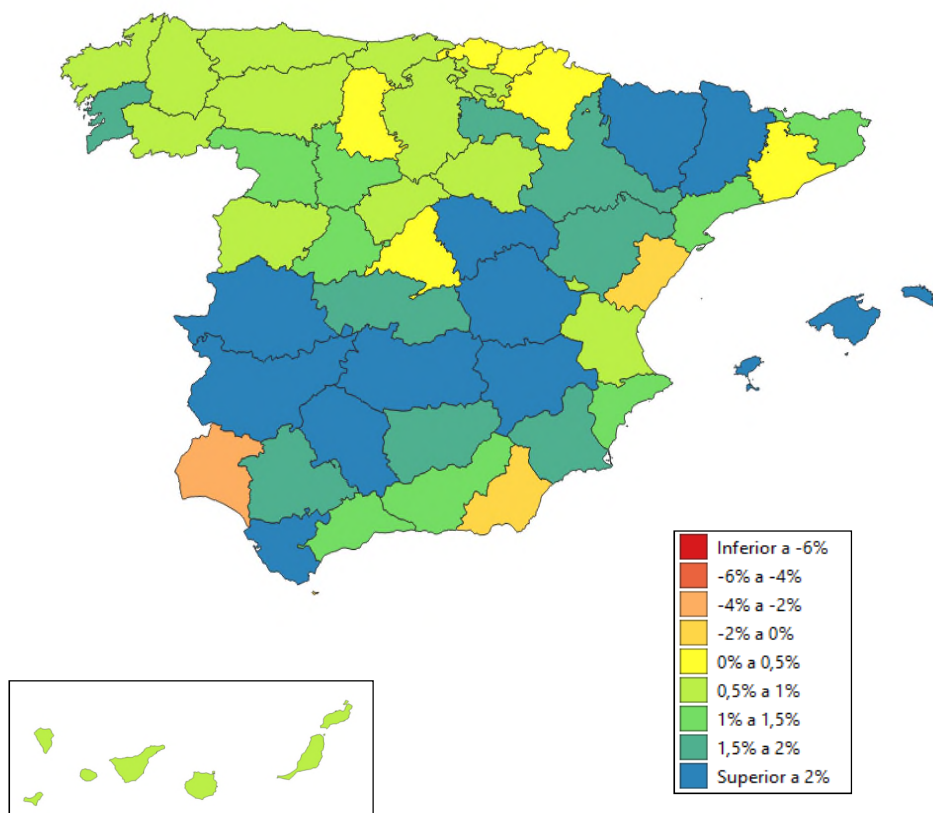 Inferior a -6%
-6% a -4%
-4% a -2%
-2% a 0%
0% a 0,5%
0,5% a 1%
1% a 1,5%
1,5% a 2%
Superior a 2%